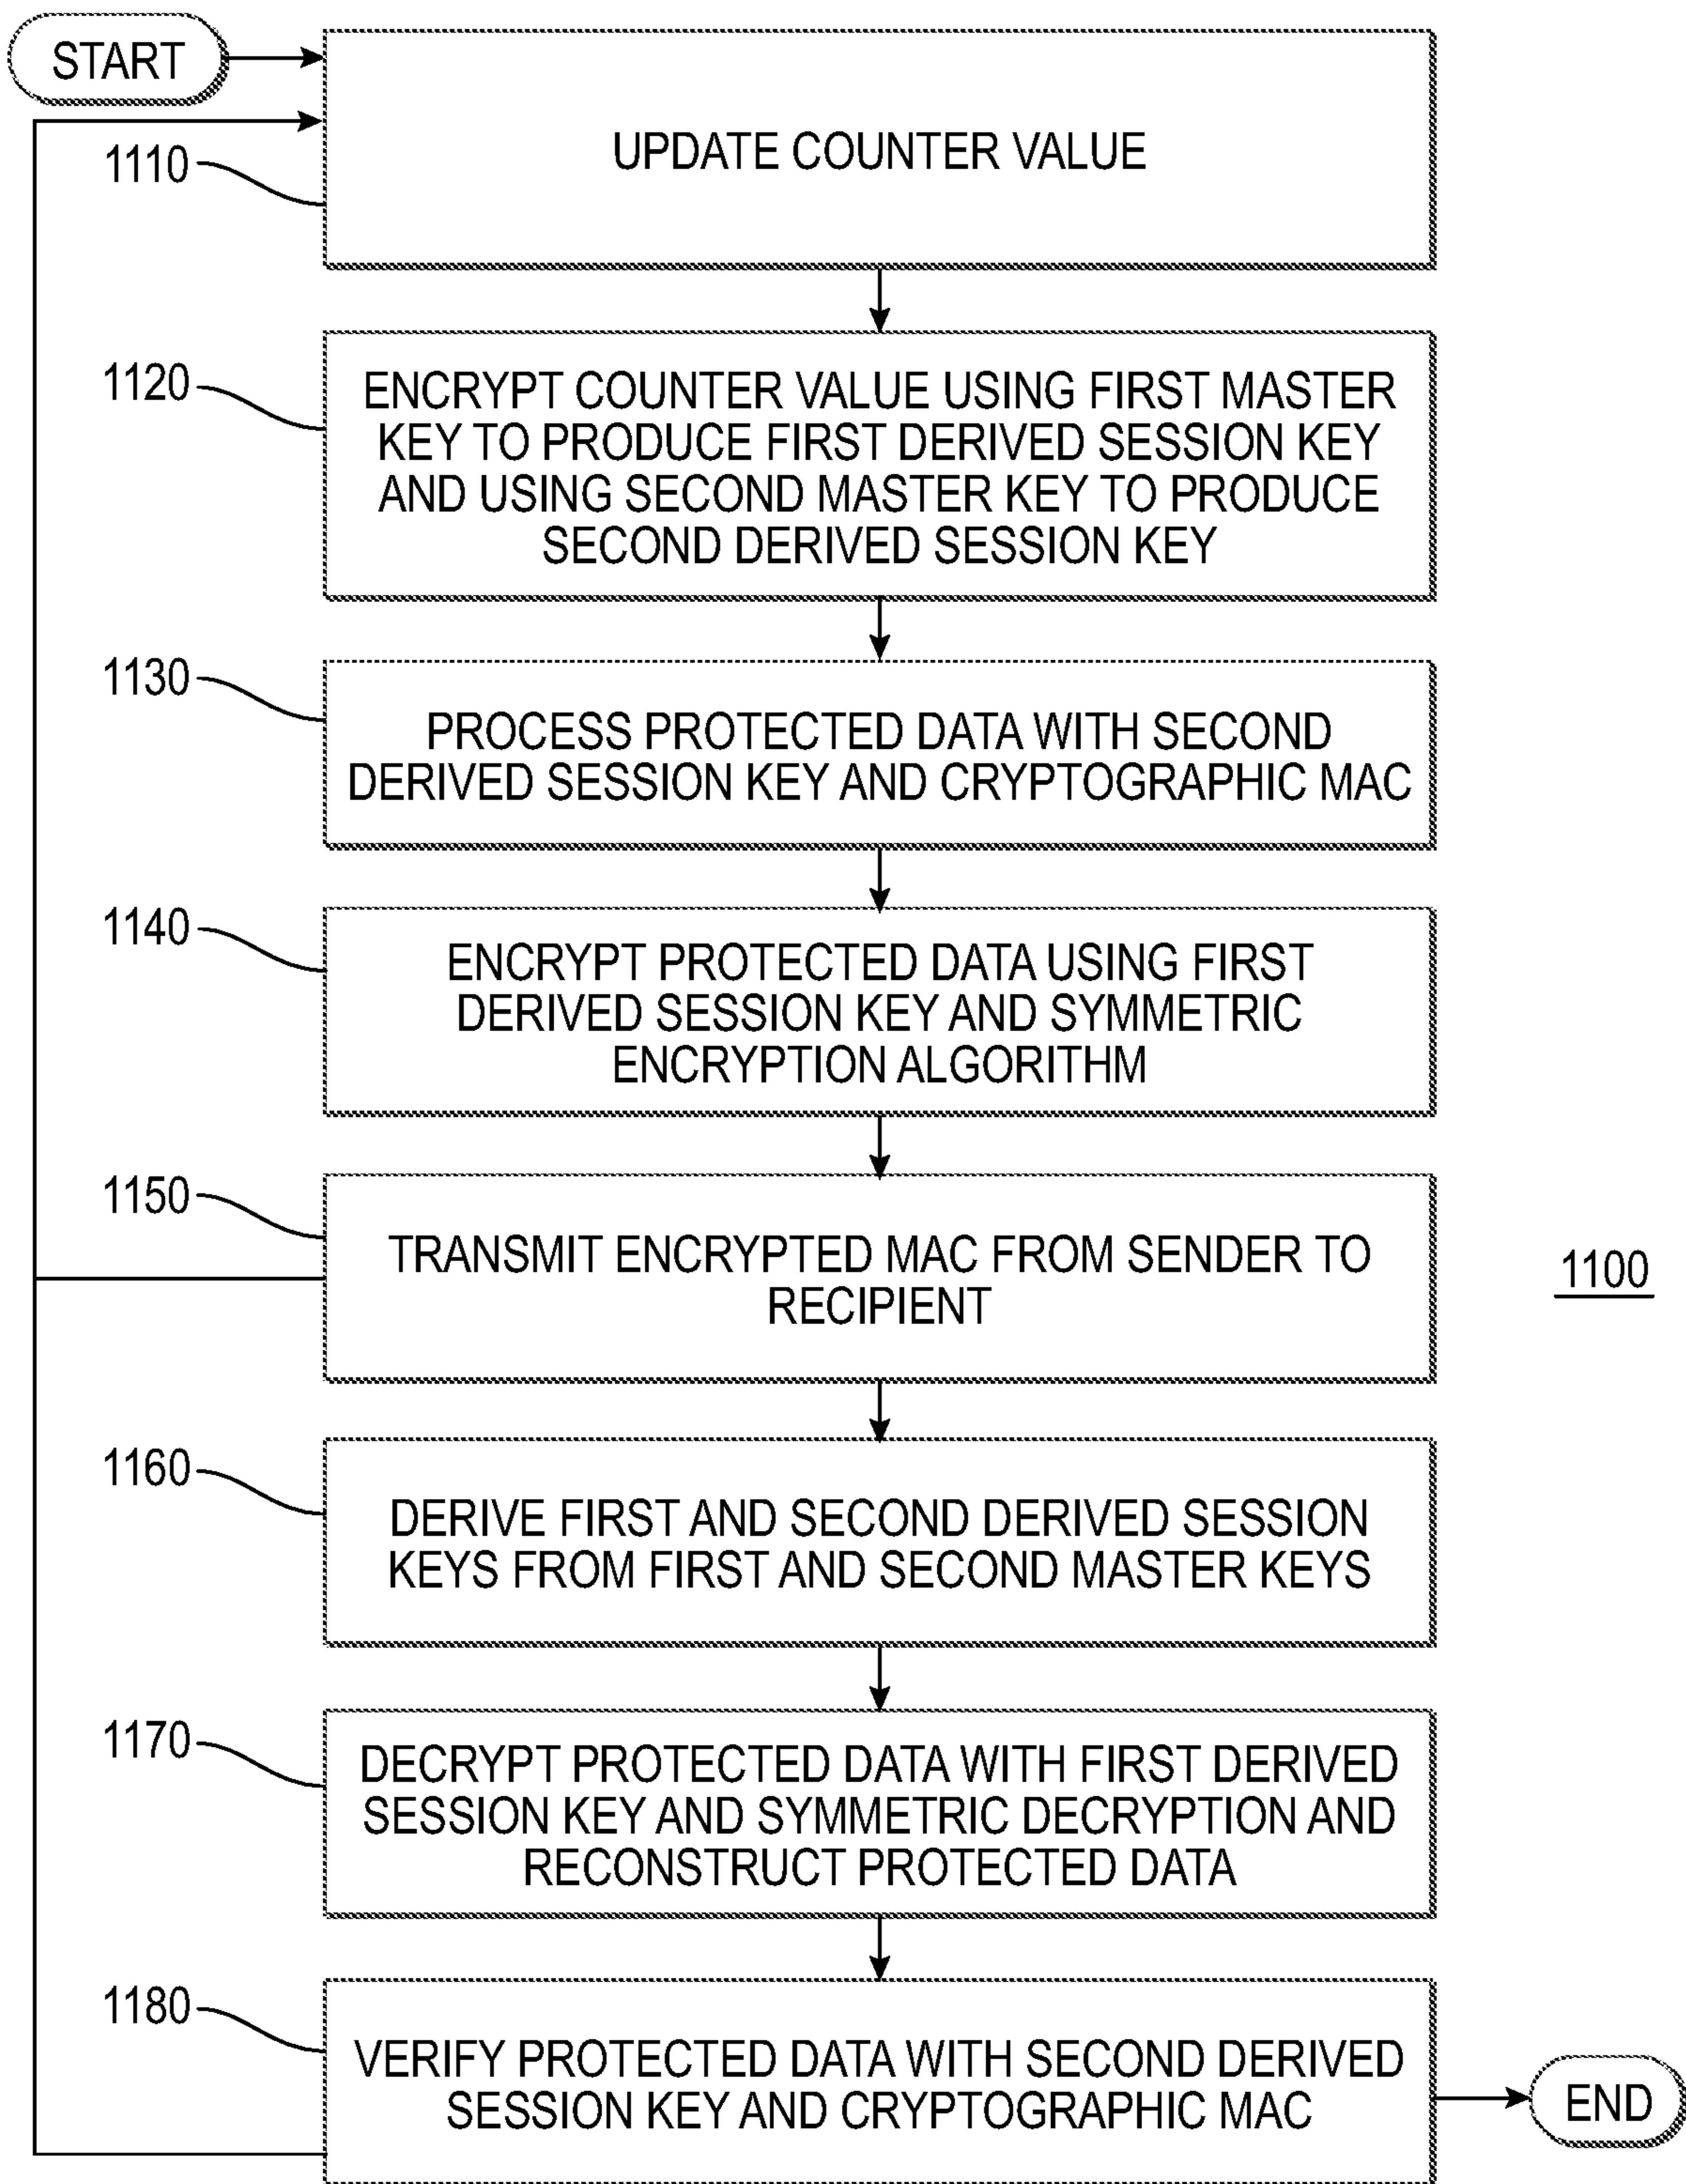 START
1110
UPDATE COUNTER VALUE
1120
ENCRYPT COUNTER VALUE USING FIRST MASTER
KEY TO PRODUCE FIRST DERIVED SESSION KEY
AND USING SECOND MASTER KEY TO PRODUCE
SECOND DERIVED SESSION KEY
1130
PROCESS PROTECTED DATA WITH SECOND
DERIVED SESSION KEY AND CRYPTOGRAPHIC MAC
1140
ENCRYPT PROTECTED DATA USING FIRST
DERIVED SESSION KEY AND SYMMETRIC
ENCRYPTION ALGORITHM
1150
TRANSMIT ENCRYPTED MAC FROM SENDER TO
RECIPIENT
1100
1160
DERIVE FIRST AND SECOND DERIVED SESSION
KEYS FROM FIRST AND SECOND MASTER KEYS
1170
DECRYPT PROTECTED DATA WITH FIRST DERIVED
SESSION KEY AND SYMMETRIC DECRYPTION AND
RECONSTRUCT PROTECTED DATA
1180
VERIFY PROTECTED DATA WITH SECOND DERIVED
SESSION KEY AND CRYPTOGRAPHIC MAC
END